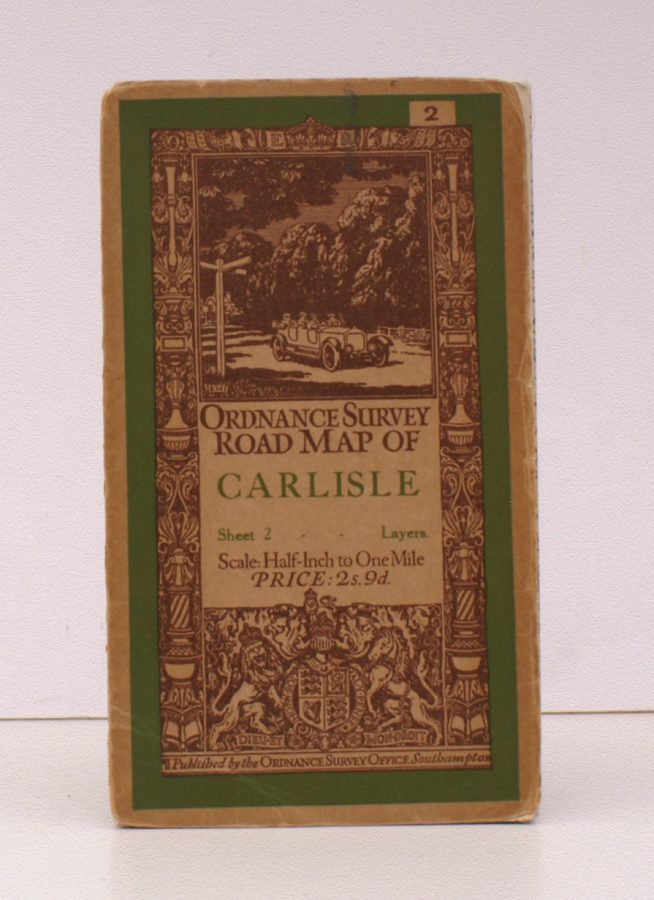 2
ORDNANCE SURVEY
ROAD MAP OF
CARLISLE
Sheet 2 - - Layers.
Scale: Half-Inch to One Mile
PRICE: 2s. 9d.
DIEU·ET MON·DROIT
Published by the ORDNANCE SURVEY OFFICE Southampton